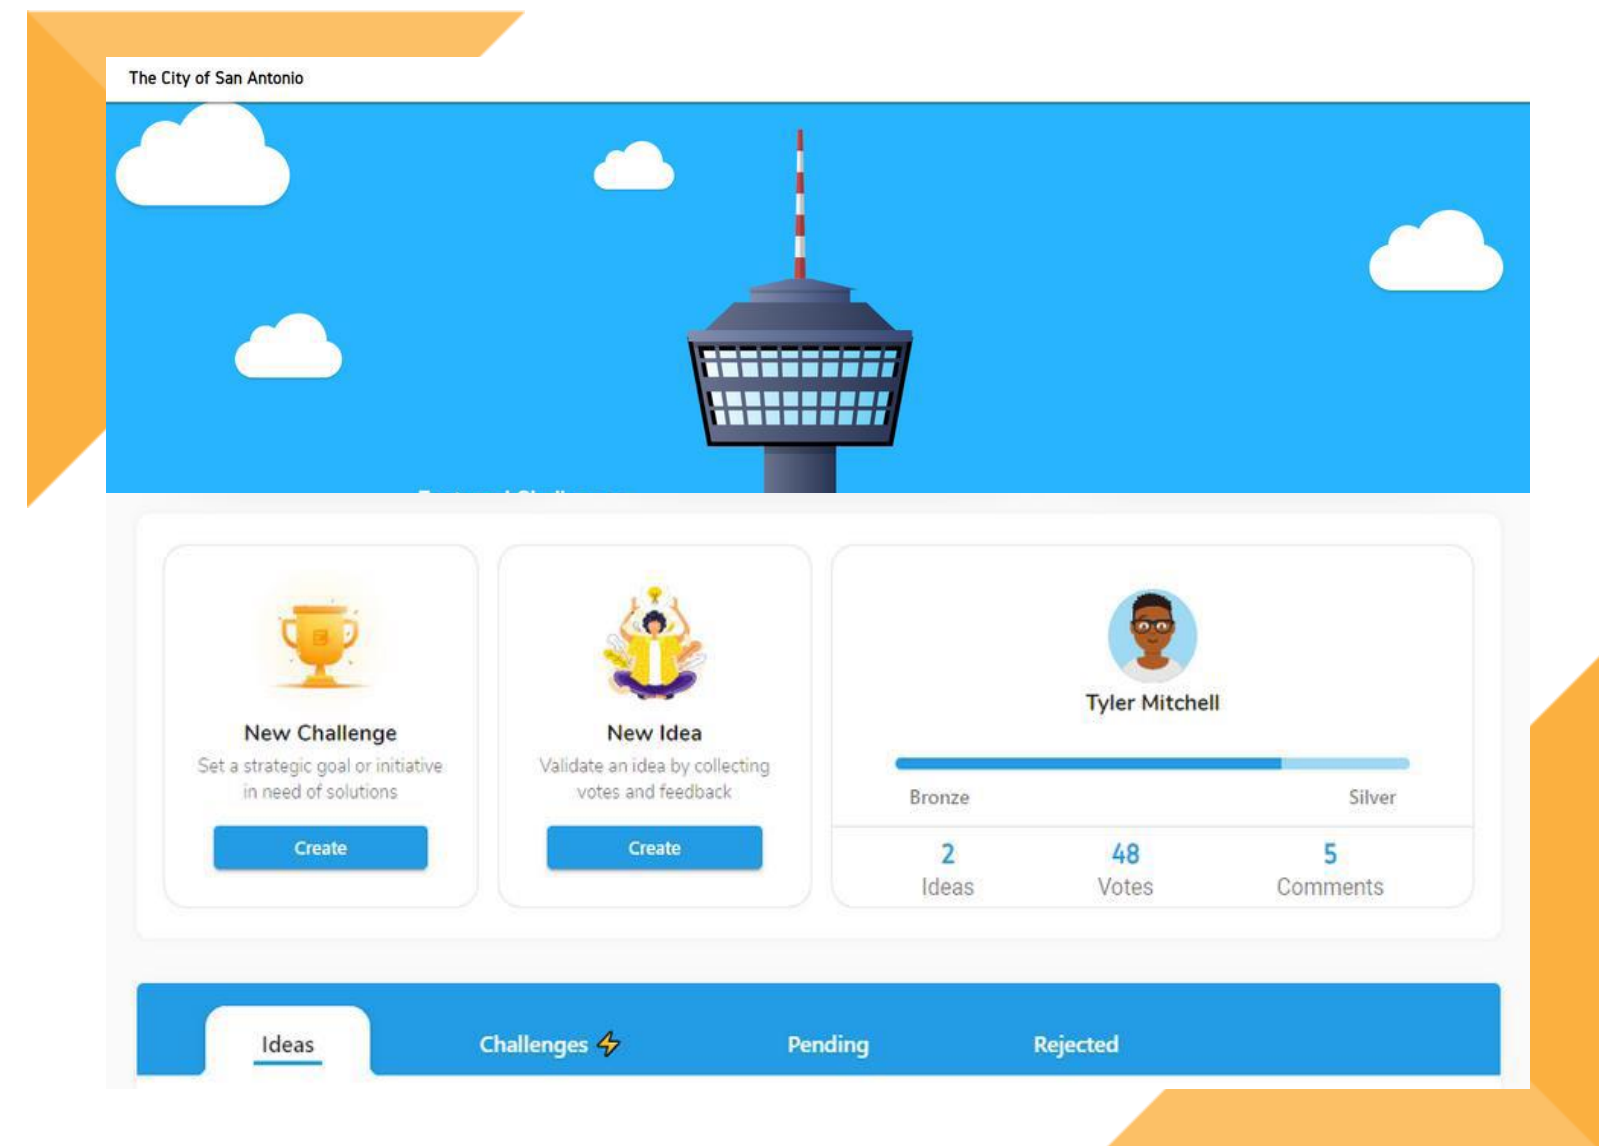 The City of San Antonio
New Challenge
Set a strategic goal or initiative
in need of solutions
Create
New Idea
Validate an idea by collecting
votes and feedback
Create
Tyler Mitchell
Bronze
Silver
2
Ideas
48
Votes
5
Comments
Ideas
Challenges
Pending
Rejected